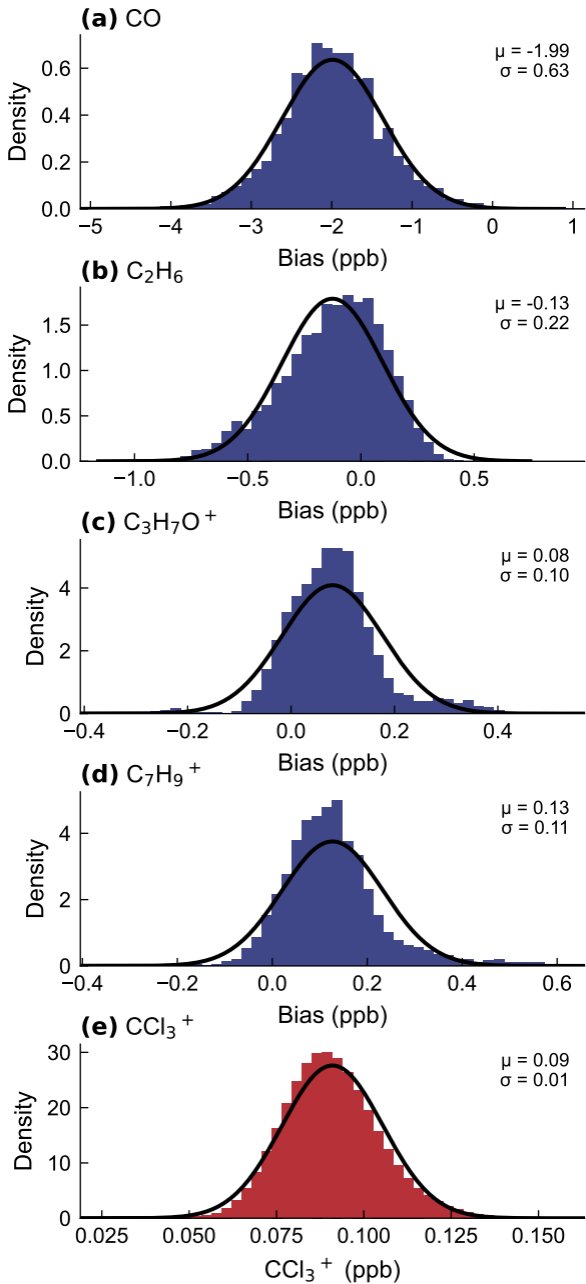 (a) CO
μ = -1.99
σ = 0.63
Density
0.6
0.4
0.2
0.0
−5 −4 −3 −2 −1 0 1
Bias (ppb)
(b) C₂H₆
μ = -0.13
σ = 0.22
Density
1.5
1.0
0.5
0.0
−1.0 −0.5 0.0 0.5
Bias (ppb)
(c) C₃H₇O⁺
μ = 0.08
σ = 0.10
Density
4
2
0
−0.4 −0.2 0.0 0.2 0.4
Bias (ppb)
(d) C₇H₉⁺
μ = 0.13
σ = 0.11
Density
4
2
0
−0.4 −0.2 0.0 0.2 0.4 0.6
Bias (ppb)
(e) CCl₃⁺
μ = 0.09
σ = 0.01
Density
30
20
10
0
0.025 0.050 0.075 0.100 0.125 0.150
CCl₃⁺ (ppb)